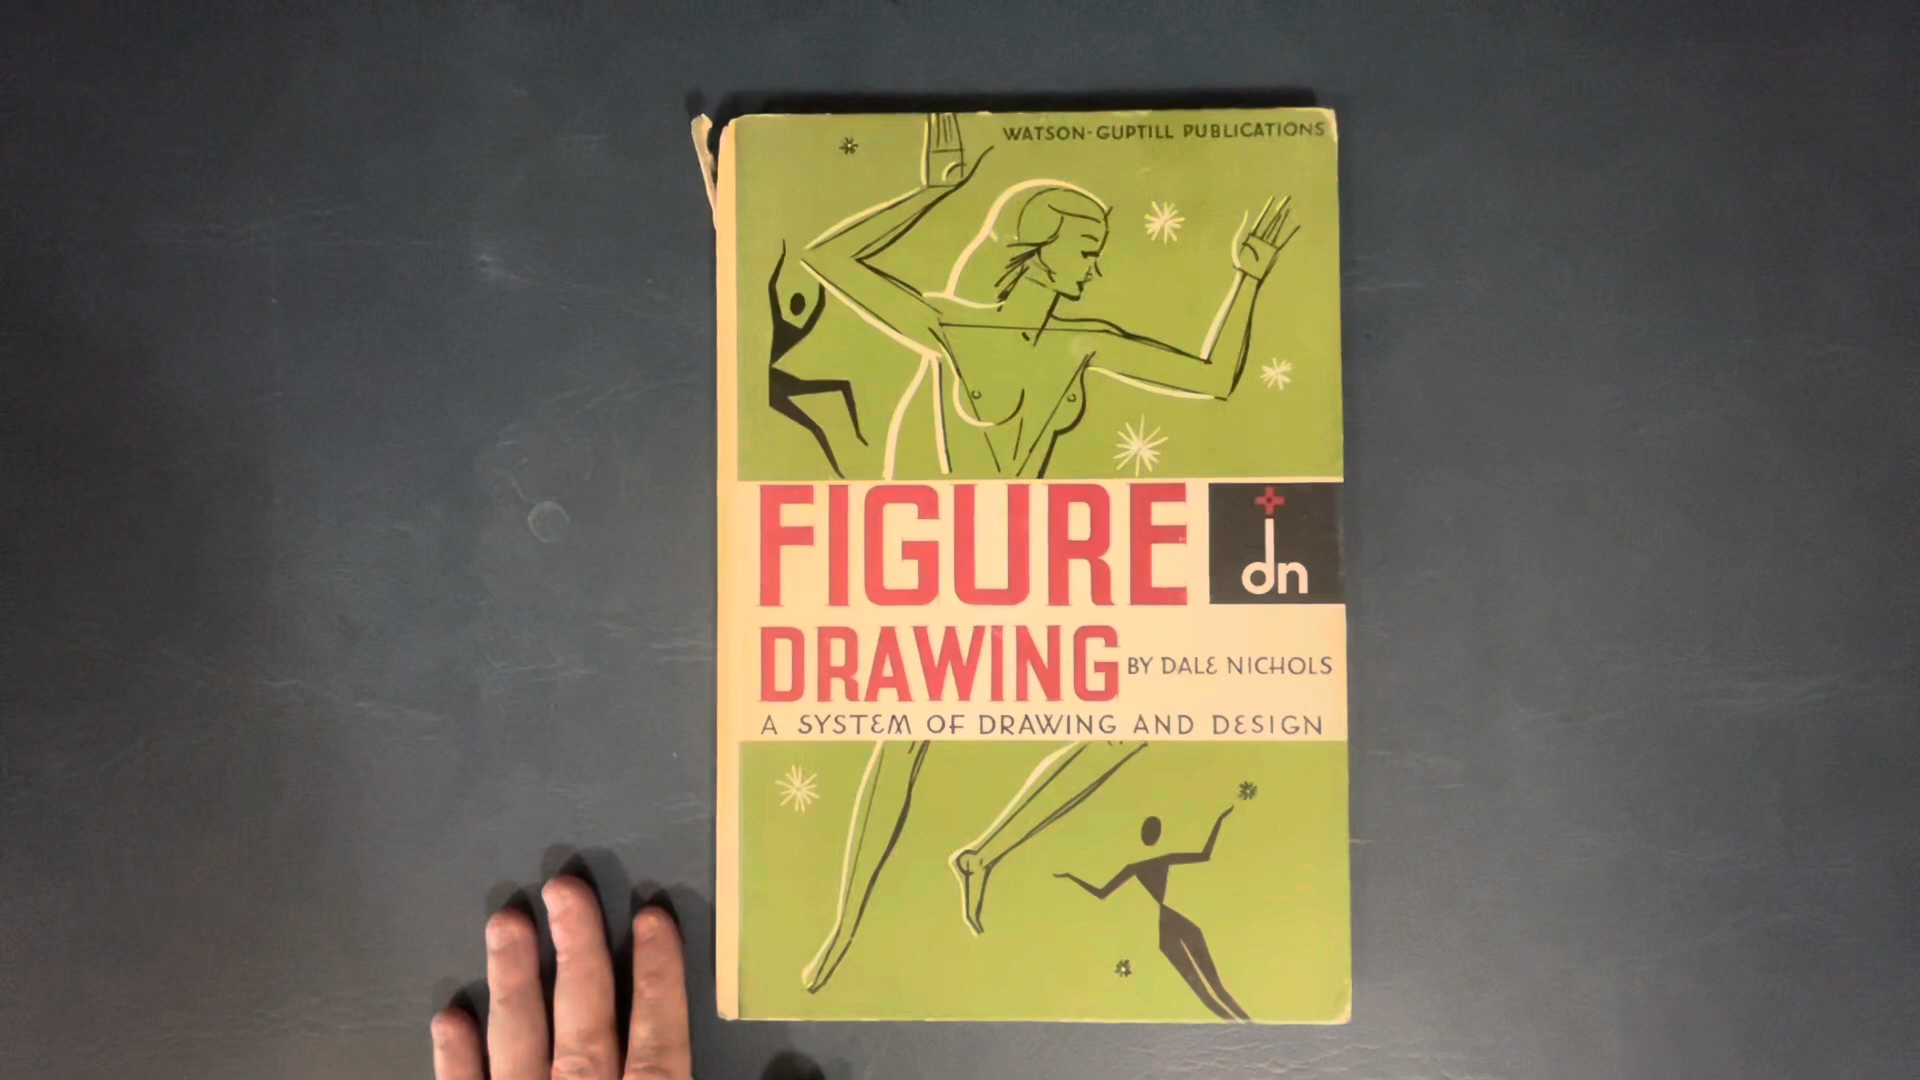 WATSON-GUPTILL PUBLICATIONS
FIGURE
dn
DRAWING
BY DALE NICHOLS
A SYSTEM OF DRAWING AND DESIGN